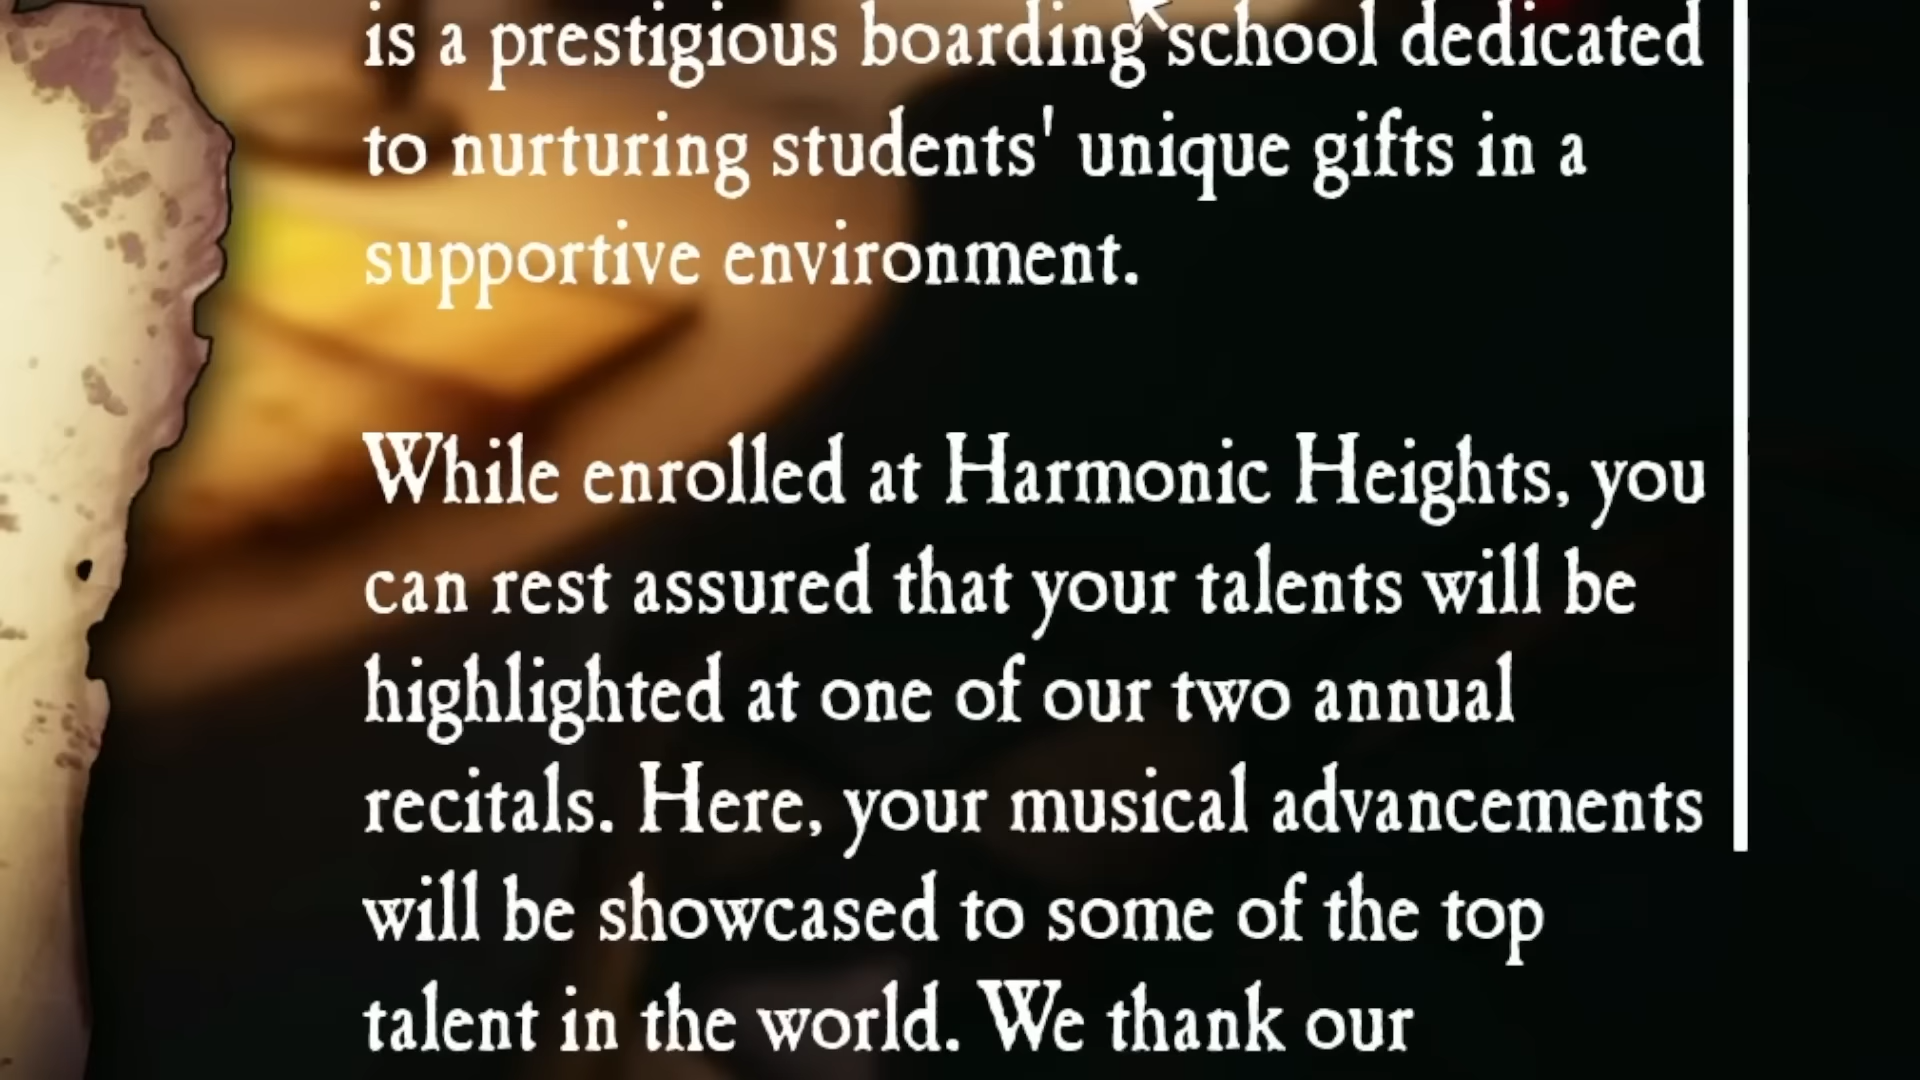 is a prestigious boarding school dedicated
to nurturing students' unique gifts in a
supportive environment.
While enrolled at Harmonic Heights, you
can rest assured that your talents will be
highlighted at one of our two annual
recitals. Here, your musical advancements
will be showcased to some of the top
talent in the world. We thank our